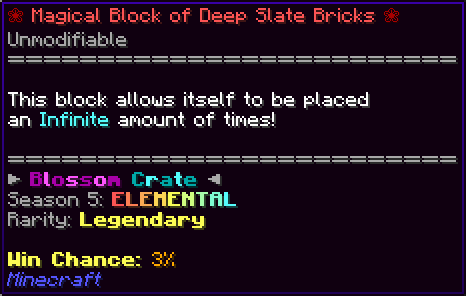 ❀ Magical Block of Deep Slate Bricks ❀
Unmodifiable
This block allows itself to be placed
an Infinite amount of times!
► Blossom Crate ◄
Season 5: ELEMENTAL
Rarity: Legendary
Win Chance: 3%
Minecraft